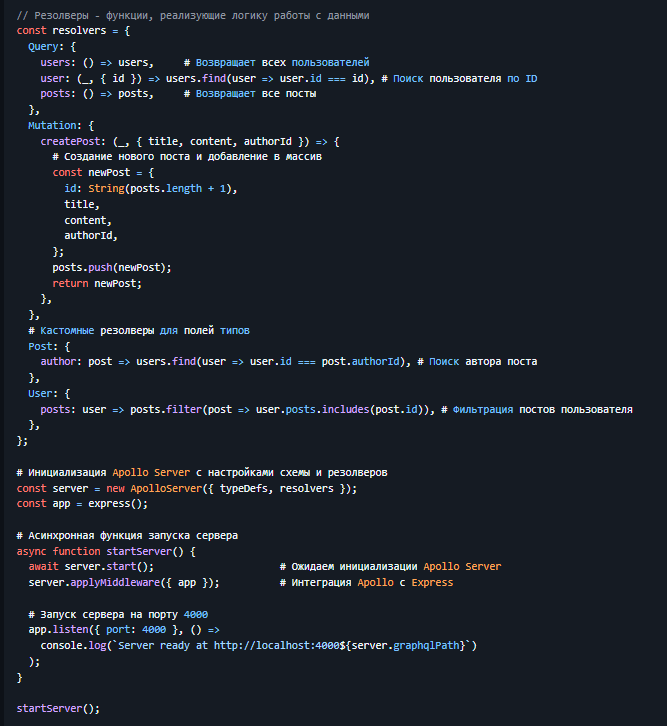 // Резолверы - функции, реализующие логику работы с данными
const resolvers = {
  Query: {
    users: () => users,     # Возвращает всех пользователей
    user: (_, { id }) => users.find(user => user.id === id), # Поиск пользователя по ID
    posts: () => posts,     # Возвращает все посты
  },
  Mutation: {
    createPost: (_, { title, content, authorId }) => {
      # Создание нового поста и добавление в массив
      const newPost = {
        id: String(posts.length + 1),
        title,
        content,
        authorId,
      };
      posts.push(newPost);
      return newPost;
    },
  },
  # Кастомные резолверы для полей типов
  Post: {
    author: post => users.find(user => user.id === post.authorId), # Поиск автора поста
  },
  User: {
    posts: user => posts.filter(post => user.posts.includes(post.id)), # Фильтрация постов пользователя
  },
};

# Инициализация Apollo Server с настройками схемы и резолверов
const server = new ApolloServer({ typeDefs, resolvers });
const app = express();

# Асинхронная функция запуска сервера
async function startServer() {
  await server.start();                     # Ожидаем инициализации Apollo Server
  server.applyMiddleware({ app });          # Интеграция Apollo с Express

  # Запуск сервера на порту 4000
  app.listen({ port: 4000 }, () =>
    console.log(`Server ready at http://localhost:4000${server.graphqlPath}`)
  );
}

startServer();